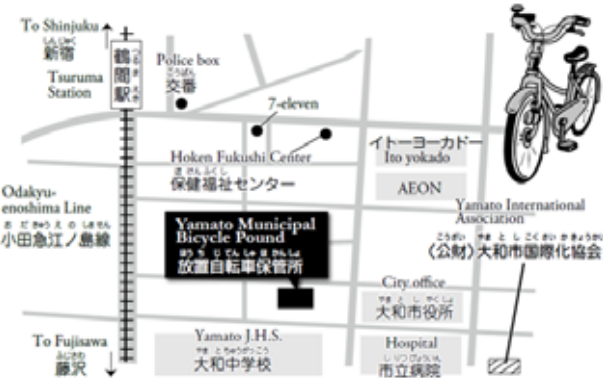 To Shinjuku
しんじゅく
新宿
つるま えき
鶴間駅
Tsuruma
Station
Police box
こうばん
交番
7-eleven
イトーヨーカドー
Ito yokado
Hoken Fukushi Center
ほ けん ふくし
保健福祉センター
AEON
Odakyu-
enoshima Line
お だ きゅう え の しません
小田急江ノ島線
Yamato Municipal
Bicycle Pound
ほう ち じ てんしゃ ほ かんしょ
放置自転車保管所
Yamato International
Association
こうざい やま と し こくさい か きょうかい
(公財)大和市国際化協会
City office
やま と し やくしょ
大和市役所
To Fujisawa
ふじさわ
藤沢
Yamato J.H.S.
やま と ちゅうがっこう
大和中学校
Hospital
し りつ びょういん
市立病院